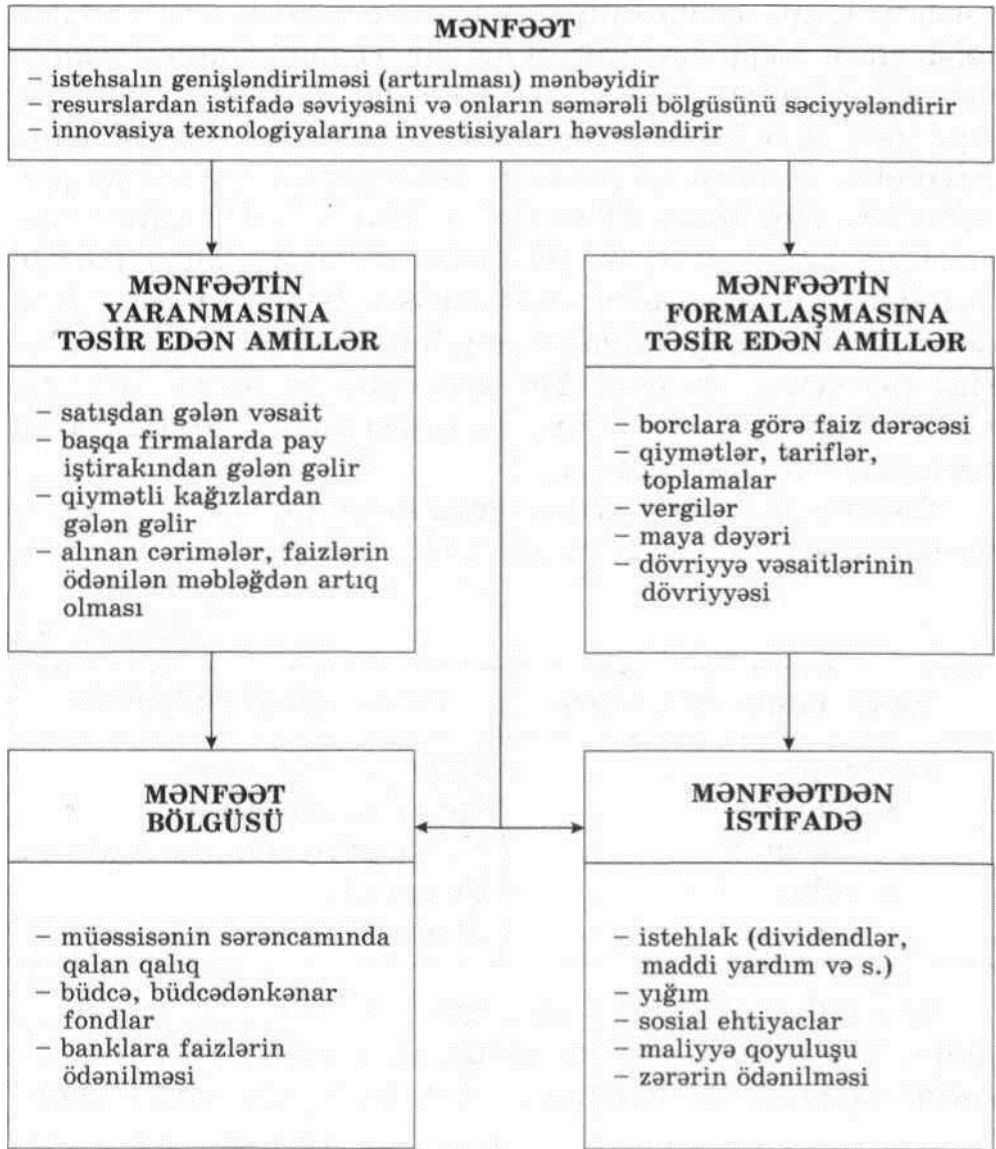 MƏNFƏƏT
– istehsalın genişləndirilməsi (artırılması) mənbəyidir
– resurslardan istifadə səviyəsini və onların səmərəli bölgüsünü səciyyələndirir
– innovasiya texnologiyalarına investisiyaları həvəsləndirir
MƏNFƏƏTİN
YARANMASINA
TƏSİR EDƏN AMİLLƏR
– satışdan gələn vəsait
– başqa firmalarda pay
iştirakından gələn gəlir
– qiymətli kağızlardan
gələn gəlir
– alınan cərimələr, faizlərin
ödənilən məbləğdən artıq
olması
MƏNFƏƏTİN
FORMALAŞMASINA
TƏSİR EDƏN AMİLLƏR
– borclara görə faiz dərəcəsi
– qiymətlər, tariflər,
toplamalar
– vergilər
– maya dəyəri
– dövriyyə vəsaitlərinin
dövriyyəsi
MƏNFƏƏT
BÖLGÜSÜ
– müəssisənin sərəncamında
qalan qalıq
– büdcə, büdcədənkənar
fondlar
– banklara faizlərin
ödənilməsi
MƏNFƏƏTDƏN
İSTİFADƏ
– istehlak (dividendlər,
maddi yardım və s.)
– yığım
– sosial ehtiyaclar
– maliyyə qoyuluşu
– zərərin ödənilməsi